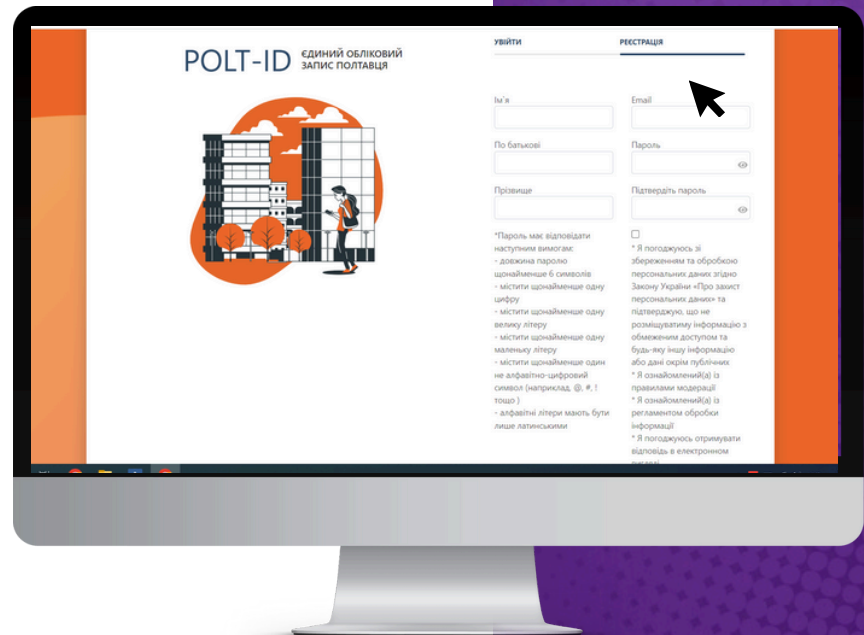 POLT-ID
ЄДИНИЙ ОБЛІКОВИЙ
ЗАПИС ПОЛТАВЦЯ
УВІЙТИ
РЕЄСТРАЦІЯ
Ім'я
Email
По батькові
Пароль
Прізвище
Підтвердіть пароль
*Пароль має відповідати
наступним вимогам:
- довжина паролю
щонайменше 6 символів
- містити щонайменше одну
цифру
- містити щонайменше одну
велику літеру
- містити щонайменше одну
маленьку літеру
- містити щонайменше один
не алфавітно-цифровий
символ (наприклад, @, #, !
тощо )
- алфавітні літери мають бути
лише латинськими
* Я погоджуюсь зі
збереженням та обробкою
персональних даних згідно
Закону України «Про захист
персональних даних» та
підтверджую, що не
розміщуватиму інформацію з
обмеженим доступом та
будь-яку іншу інформацію
або дані окрім публічних
* Я ознайомлений(а) із
правилами модерації
* Я ознайомлений(а) із
регламентом обробки
інформації
* Я погоджуюсь отримувати
відповідь в електронном